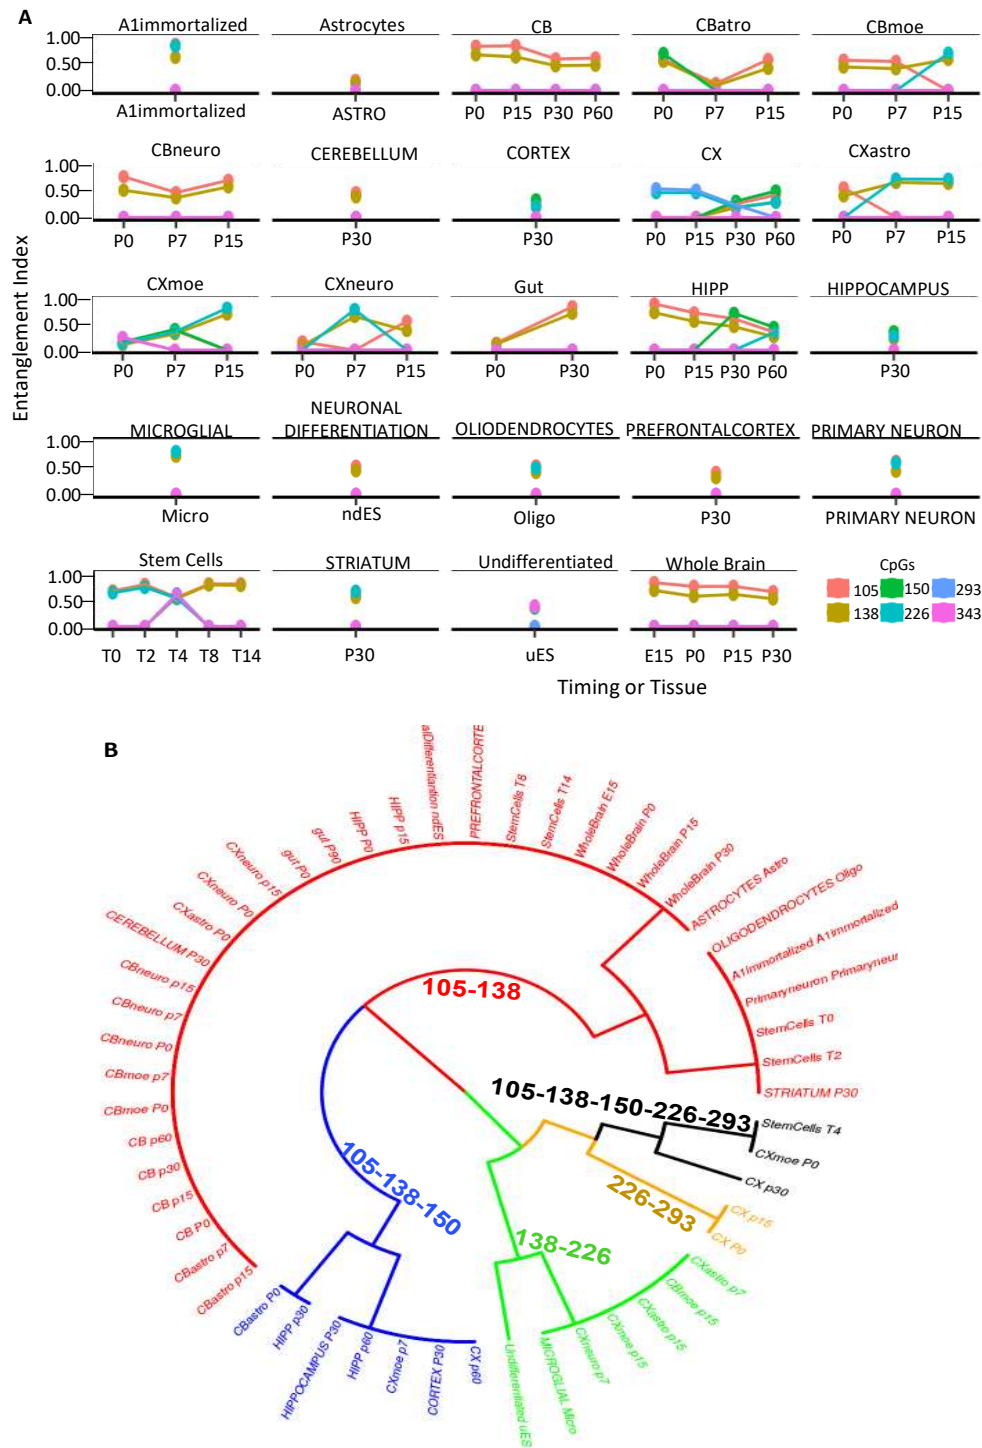 A
A1immortalized
Astrocytes
CB
CBatro
CBmoe
1.00
0.50
0.00
A1immortalized
ASTRO
P0 P15 P30 P60
P0 P7 P15
P0 P7 P15
CBneuro
CEREBELLUM
CORTEX
CX
CXastro
1.00
0.50
0.00
P0 P7 P15
P30
P30
P0 P15 P30 P60
P0 P7 P15
Entanglement Index
CXmoe
CXneuro
Gut
HIPP
HIPPOCAMPUS
1.00
0.50
0.00
P0 P7 P15
P0 P7 P15
P0 P30
P0 P15 P30 P60
P30
MICROGLIAL
NEURONAL
DIFFERENTIATION
OLIODENDROCYTES
PREFRONTALCORTEX
PRIMARY NEURON
1.00
0.50
0.00
Micro
ndES
Oligo
P30
PRIMARY NEURON
Stem Cells
STRIATUM
Undifferentiated
Whole Brain
1.00
0.50
0.00
T0 T2 T4 T8 T14
P30
uES
E15 P0 P15 P30
CpGs
105 150 293
138 226 343
Timing or Tissue
B
alDifferentiantion ndES
PREFRONTALCORTE
StemCells T8
StemCells T14
WholeBrain E15
WholeBrain P0
WholeBrain P15
WholeBrain P30
ASTROCYTES Astro
OLIGODENDROCYTES Oligo
A1Immortalized A1Immortalized
Primaryneuron Primaryneur
StemCells T0
StemCells T2
STRIATUM P30
StemCells T4
CXmoe P0
CX p30
CX p15
CX P0
CXastro p7
CBmoe p15
CXastro p15
CXmoe p15
CXneuro p7
MICROGLIAL Micro
Undifferentiated uES
CX p60
CORTEX P30
CXmoe p7
HIPP p60
HIPPOCAMPUS P30
HIPP p30
CBastro P0
CBastro p15
CBastro p7
CB P0
CB p15
CB p30
CB p60
CBmoe P0
CBmoe p7
CBneuro P0
CBneuro p7
CBneuro p15
CEREBELLUM P30
CXastro P0
CXneuro P0
CXneuro p15
gut P0
gut P90
HIPP P0
HIPP p15
105-138
105-138-150-226-293
226-293
138-226
105-138-150